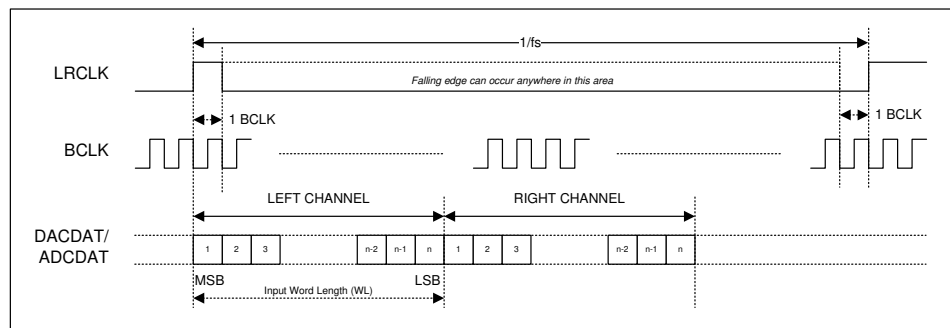 1/fs
LRCLK
Falling edge can occur anywhere in this area
1 BCLK
1 BCLK
BCLK
LEFT CHANNEL
RIGHT CHANNEL
DACDAT/
ADCDAT
1 2 3 n-2 n-1 n 1 2 3 n-2 n-1 n
MSB
LSB
Input Word Length (WL)